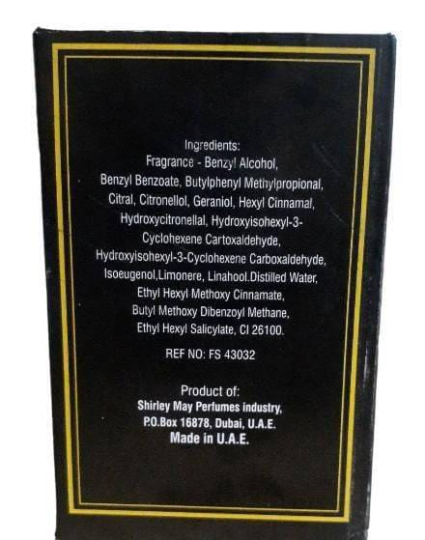 Ingredients:
Fragrance - Benzyl Alcohol,
Benzyl Benzoate, Butylphenyl Methylpropional,
Citral, Citronellol, Geraniol, Hexyl Cinnamal,
Hydroxycitronellal, Hydroxyisohexyl-3-
Cyclohexene Cartoxaldehyde,
Hydroxyisohexyl-3-Cyclohexene Carboxaldehyde,
Isoeugenol,Limonere, Linahool.Distilled Water,
Ethyl Hexyl Methoxy Cinnamate,
Butyl Methoxy Dibenzoyl Methane,
Ethyl Hexyl Salicylate, CI 26100.
REF NO: FS 43032
Product of:
Shirley May Perfumes industry,
P.O.Box 16878, Dubai, U.A.E.
Made in U.A.E.